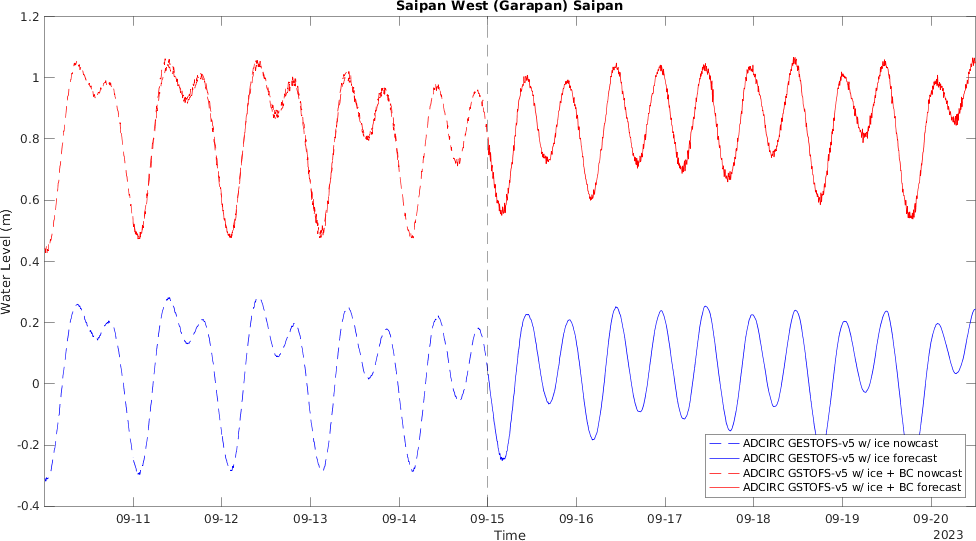 Saipan West (Garapan) Saipan
1.2
1
0.8
0.6
0.4
0.2
0
-0.2
-0.4
Water Level (m)
ADCIRC GESTOFS-v5 w/ ice nowcast
ADCIRC GESTOFS-v5 w/ ice forecast
ADCIRC GSTOFS-v5 w/ ice + BC nowcast
ADCIRC GSTOFS-v5 w/ ice + BC forecast
09-11 09-12 09-13 09-14 09-15 09-16 09-17 09-18 09-19 09-20
Time
2023